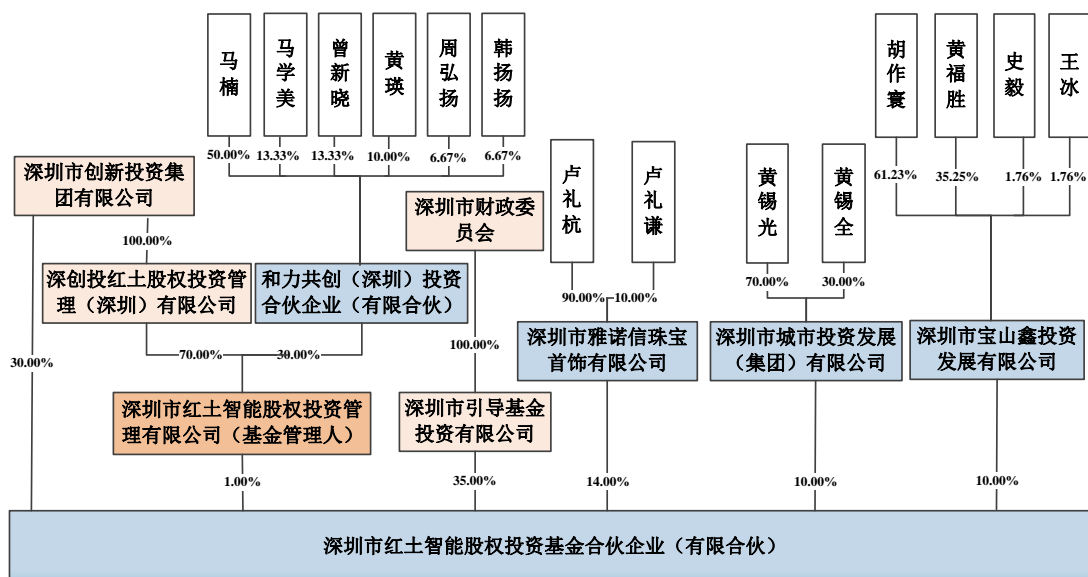 马楠
马学美
曾新晓
黄瑛
周弘扬
韩扬扬
胡作寰
黄福胜
史毅
王冰
50.00%
13.33%
13.33%
10.00%
6.67%
6.67%
61.23%
35.25%
1.76%
1.76%
深圳市创新投资集
团有限公司
深圳市财政委
员会
卢礼杭
卢礼谦
黄锡光
黄锡全
100.00%
深创投红土股权投资管
理（深圳）有限公司
和力共创（深圳）投资
合伙企业（有限合伙）
90.00%
10.00%
70.00%
30.00%
30.00%
70.00%
30.00%
100.00%
深圳市雅诺信珠宝
首饰有限公司
深圳市城市投资发展
（集团）有限公司
深圳市宝山鑫投资
发展有限公司
深圳市红土智能股权投资管
理有限公司（基金管理人）
深圳市引导基金
投资有限公司
1.00%
35.00%
14.00%
10.00%
10.00%
深圳市红土智能股权投资基金合伙企业（有限合伙）